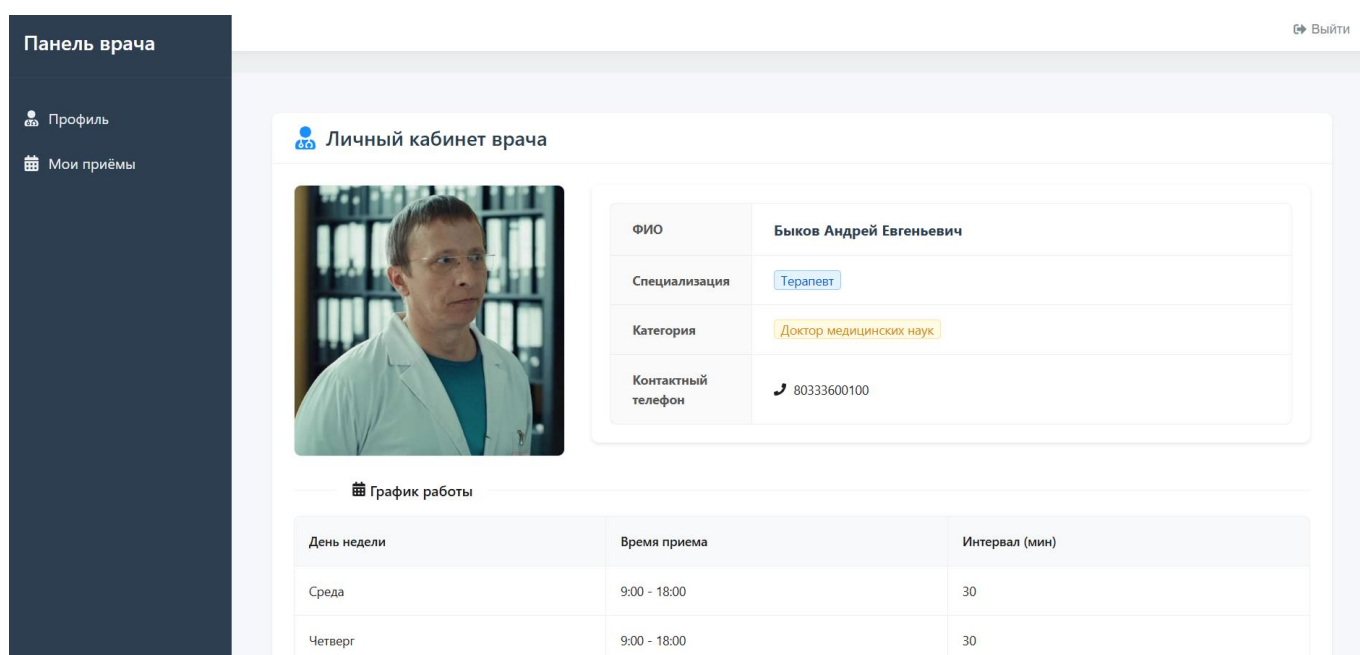 Панель врача
Выйти
Профиль
Мои приёмы
Личный кабинет врача
ФИО Быков Андрей Евгеньевич
Специализация Терапевт
Категория Доктор медицинских наук
Контактный
телефон 80333600100
График работы
День недели Время приема Интервал (мин)
Среда 9:00 - 18:00 30
Четверг 9:00 - 18:00 30